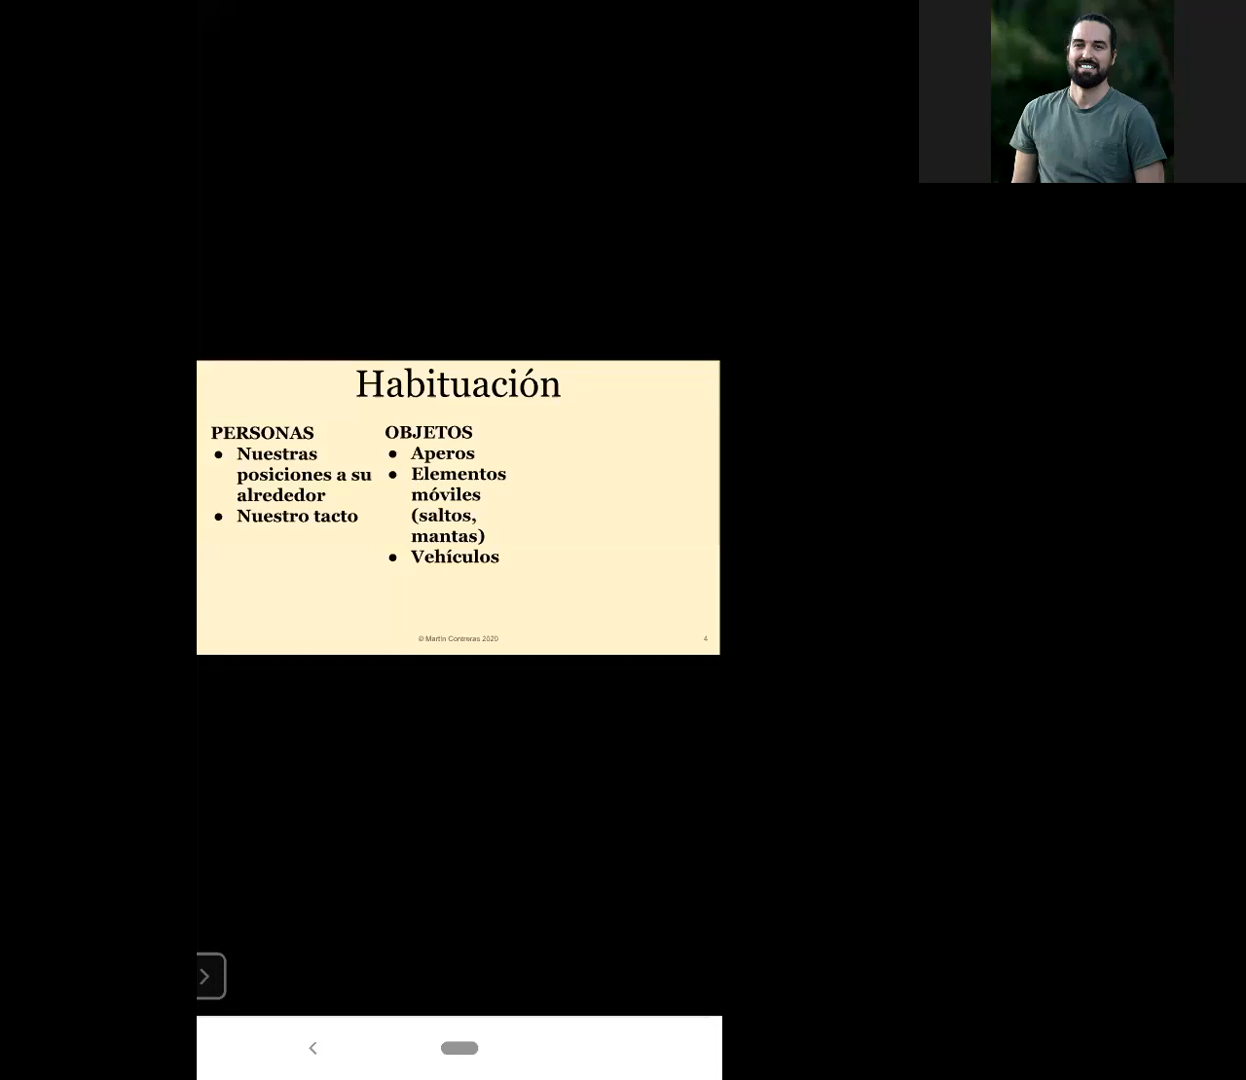 Habituación
PERSONAS
● Nuestras
posiciones a su
alrededor
● Nuestro tacto
OBJETOS
● Aperos
● Elementos
móviles
(saltos,
mantas)
● Vehículos
© Martín Contreras 2020
4